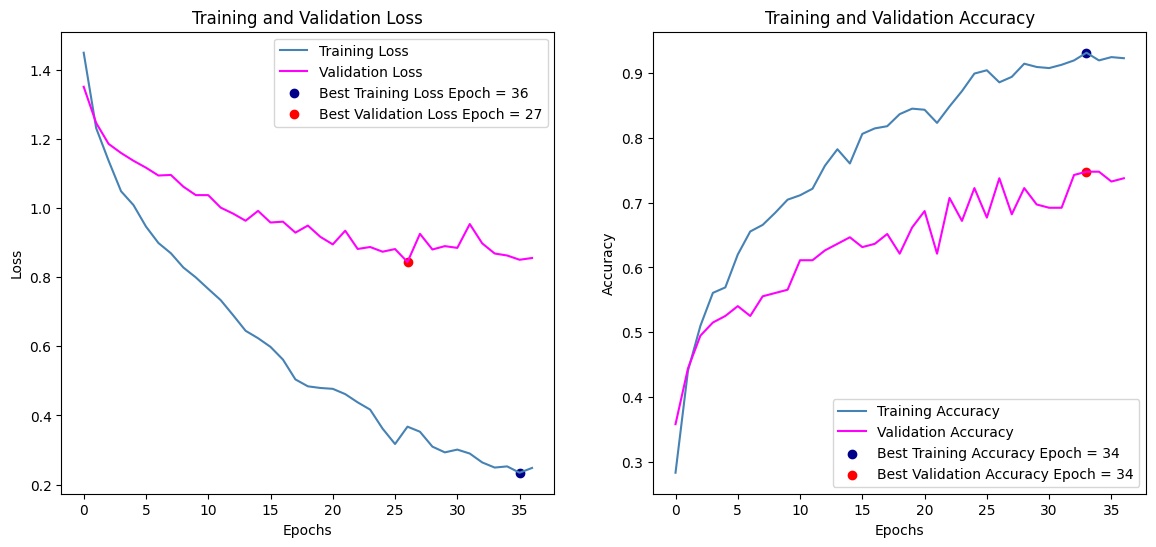 Training and Validation Loss
Training Loss
Validation Loss
Best Training Loss Epoch = 36
Best Validation Loss Epoch = 27
1.4
1.2
1.0
0.8
0.6
0.4
0.2
Loss
0 5 10 15 20 25 30 35
Epochs
Training and Validation Accuracy
0.9
0.8
0.7
0.6
0.5
0.4
0.3
Accuracy
Training Accuracy
Validation Accuracy
Best Training Accuracy Epoch = 34
Best Validation Accuracy Epoch = 34
0 5 10 15 20 25 30 35
Epochs